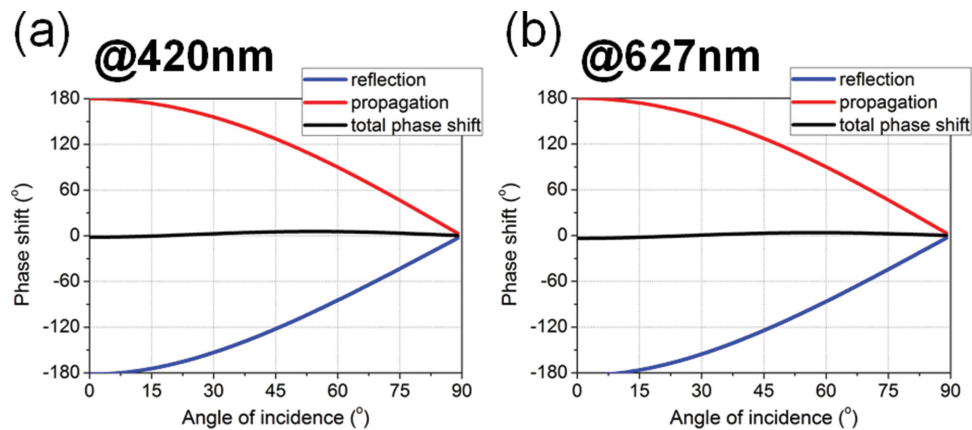 (a)
@420nm
reflection
propagation
total phase shift
180
120
60
0
-60
-120
-180
Phase shift (°)
0 15 30 45 60 75 90
Angle of incidence (°)
(b)
@627nm
reflection
propagation
total phase shift
180
120
60
0
-60
-120
-180
Phase shift (°)
0 15 30 45 60 75 90
Angle of incidence (°)